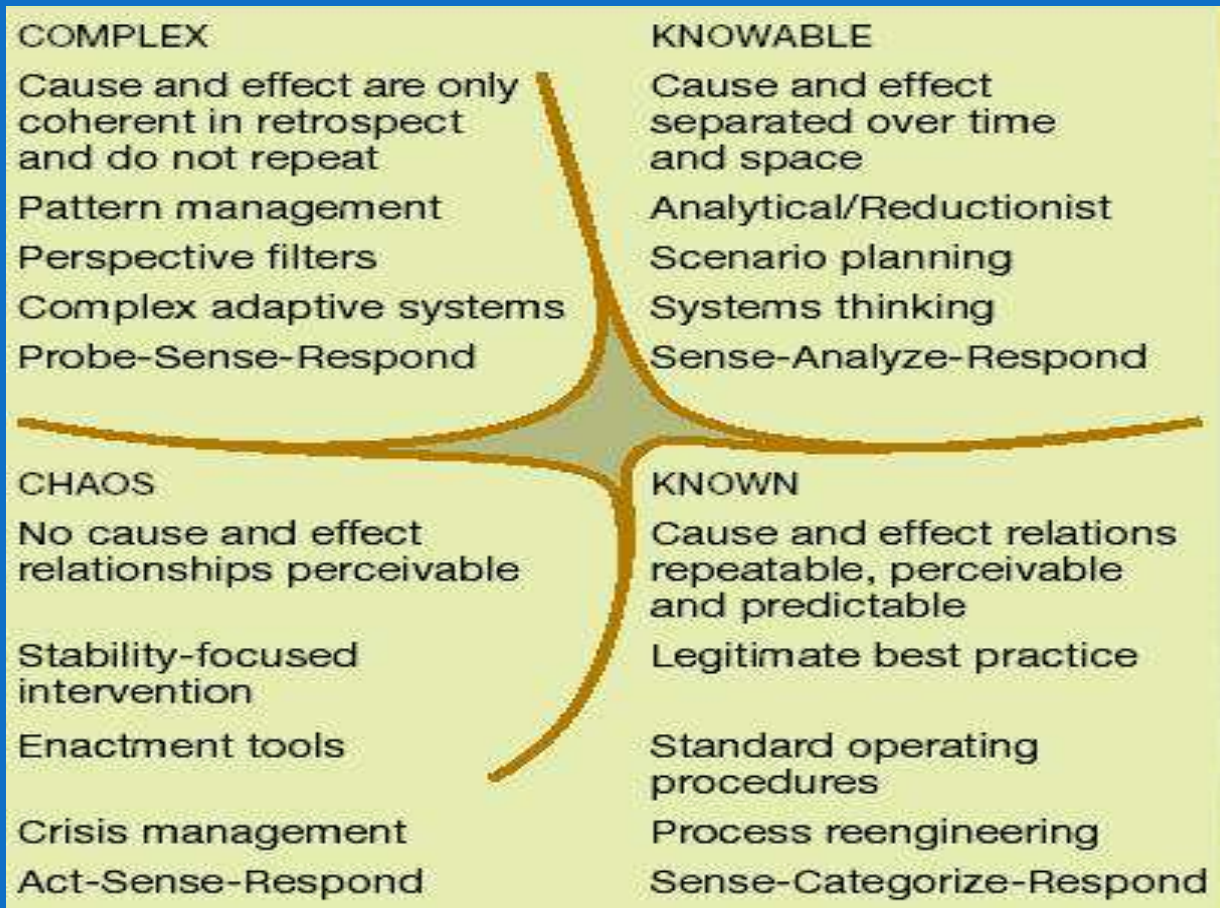 COMPLEX
Cause and effect are only
coherent in retrospect
and do not repeat
Pattern management
Perspective filters
Complex adaptive systems
Probe-Sense-Respond
KNOWABLE
Cause and effect
separated over time
and space
Analytical/Reductionist
Scenario planning
Systems thinking
Sense-Analyze-Respond
CHAOS
No cause and effect
relationships perceivable
Stability-focused
intervention
Enactment tools
Crisis management
Act-Sense-Respond
KNOWN
Cause and effect relations
repeatable, perceivable
and predictable
Legitimate best practice
Standard operating
procedures
Process reengineering
Sense-Categorize-Respond